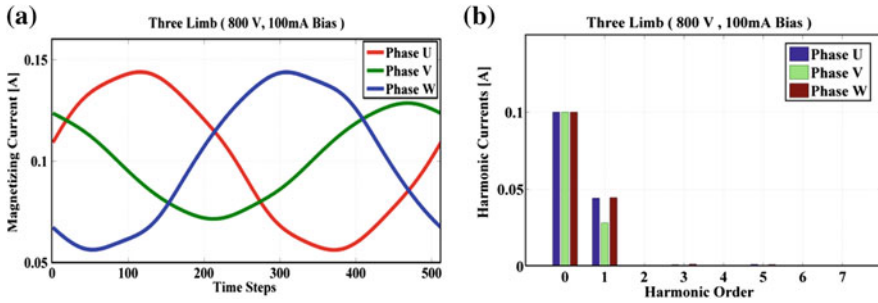 (a)
Three Limb ( 800 V, 100mA Bias )
Magnetizing Current [A]
0.15
0.1
0.05
Phase U
Phase V
Phase W
0
100
200
300
400
500
Time Steps
(b)
Three Limb ( 800 V , 100mA Bias )
Harmonic Currents [A]
0.1
0.05
0
Phase U
Phase V
Phase W
0
1
2
3
4
5
6
7
Harmonic Order